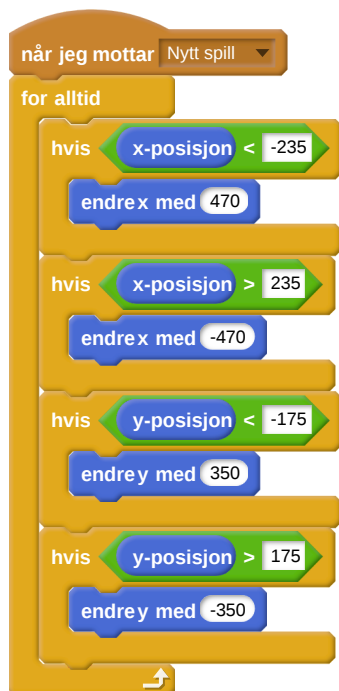 når jeg mottar Nytt spill
for alltid
hvis x-posisjon < -235
endre x med 470
hvis x-posisjon > 235
endre x med -470
hvis y-posisjon < -175
endre y med 350
hvis y-posisjon > 175
endre y med -350